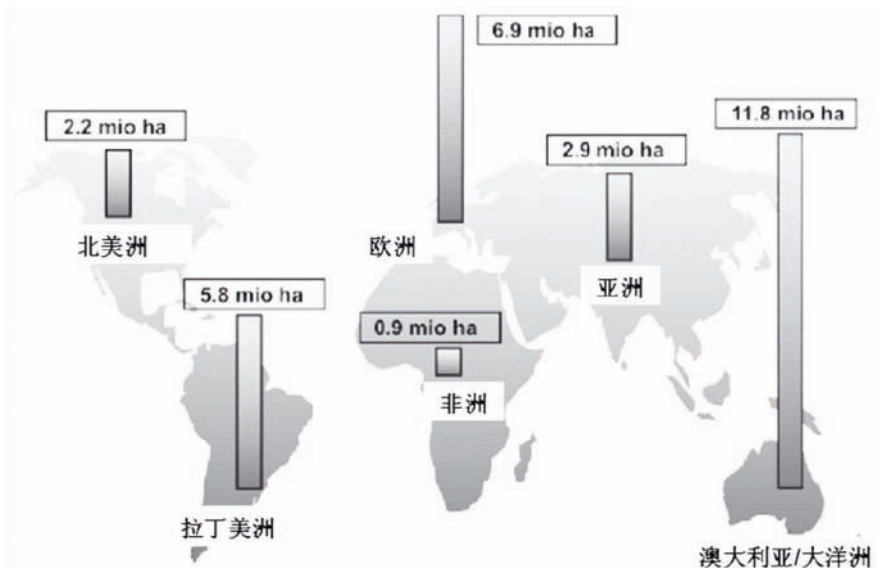 6.9 mio ha
11.8 mio ha
2.2 mio ha
2.9 mio ha
北美洲
欧洲
亚洲
5.8 mio ha
0.9 mio ha
非洲
拉丁美洲
澳大利亚/大洋洲